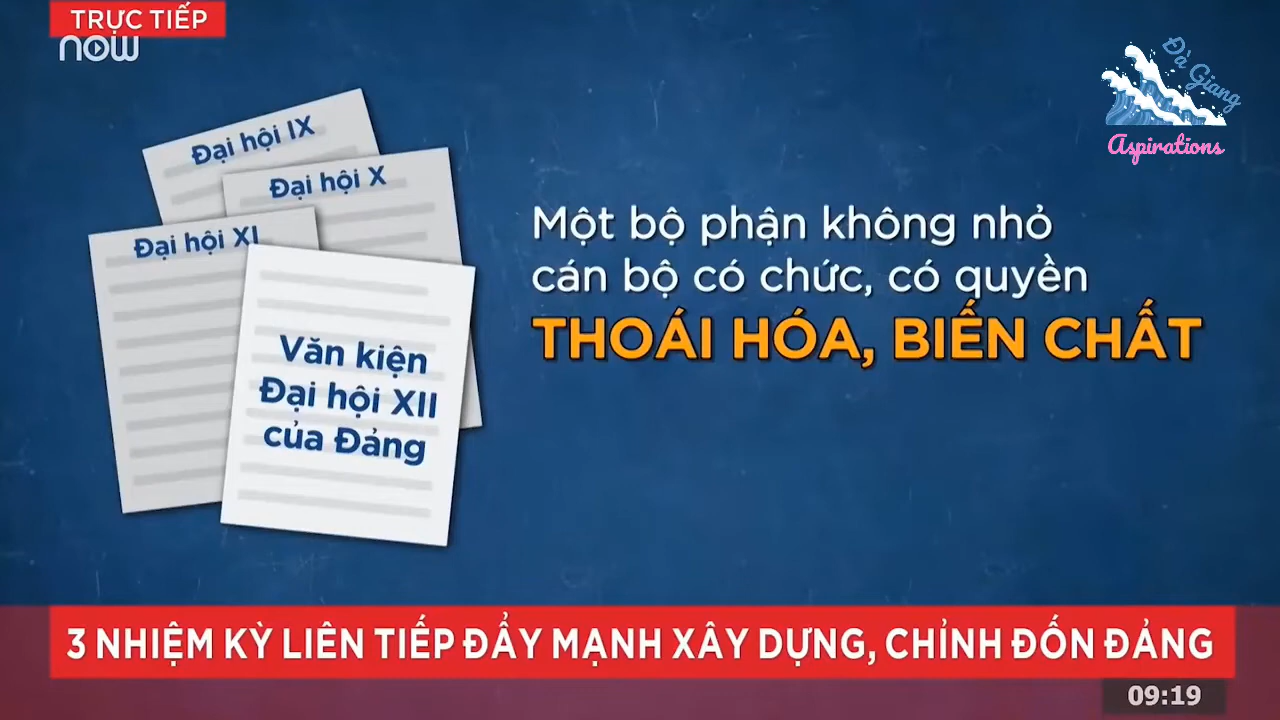 TRỰC TIẾP
now
Đà Giang
Aspirations
Đại hội IX
Đại hội X
Đại hội XI
Văn kiện
Đại hội XII
của Đảng
Một bộ phận không nhỏ
cán bộ có chức, có quyền
THOÁI HÓA, BIẾN CHẤT
3 NHIỆM KỲ LIÊN TIẾP ĐẨY MẠNH XÂY DỰNG, CHỈNH ĐỐN ĐẢNG
09:19